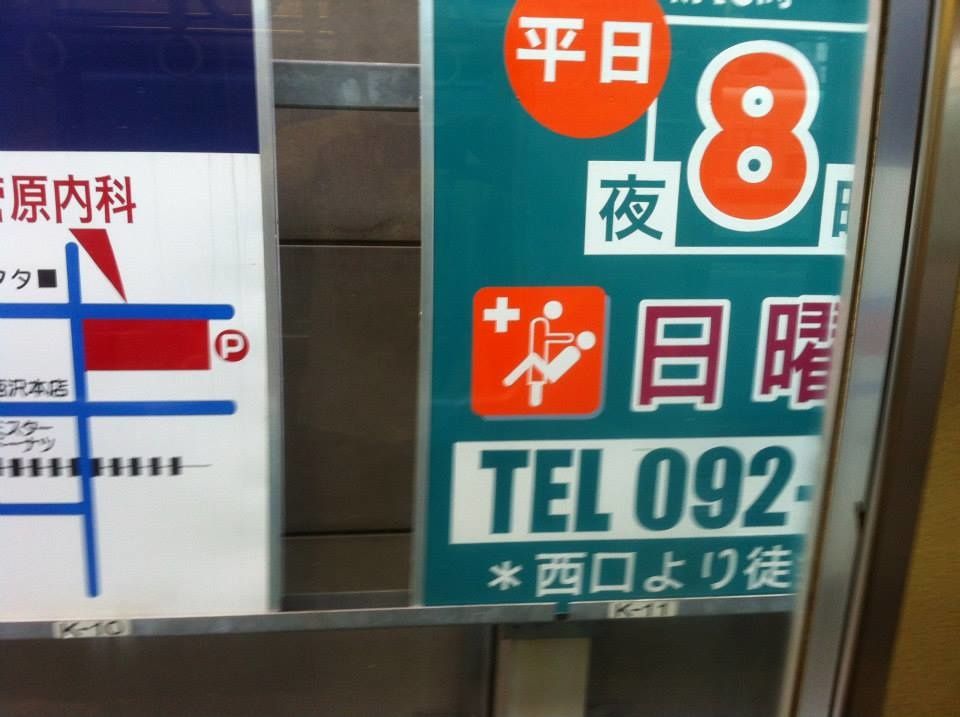 原内科
タ■
P
沢本店
スター
ーナツ
K-10
平日
夜8
日曜
TEL 092-
＊西口より徒
K-11